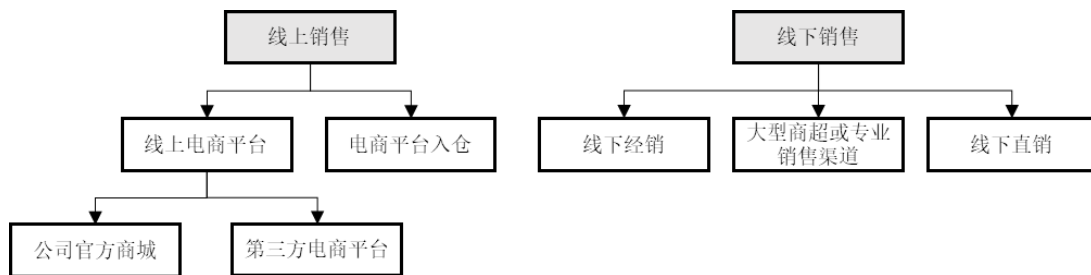 线上销售
线下销售
线上电商平台
电商平台入仓
线下经销
大型商超或专业
销售渠道
线下直销
公司官方商城
第三方电商平台